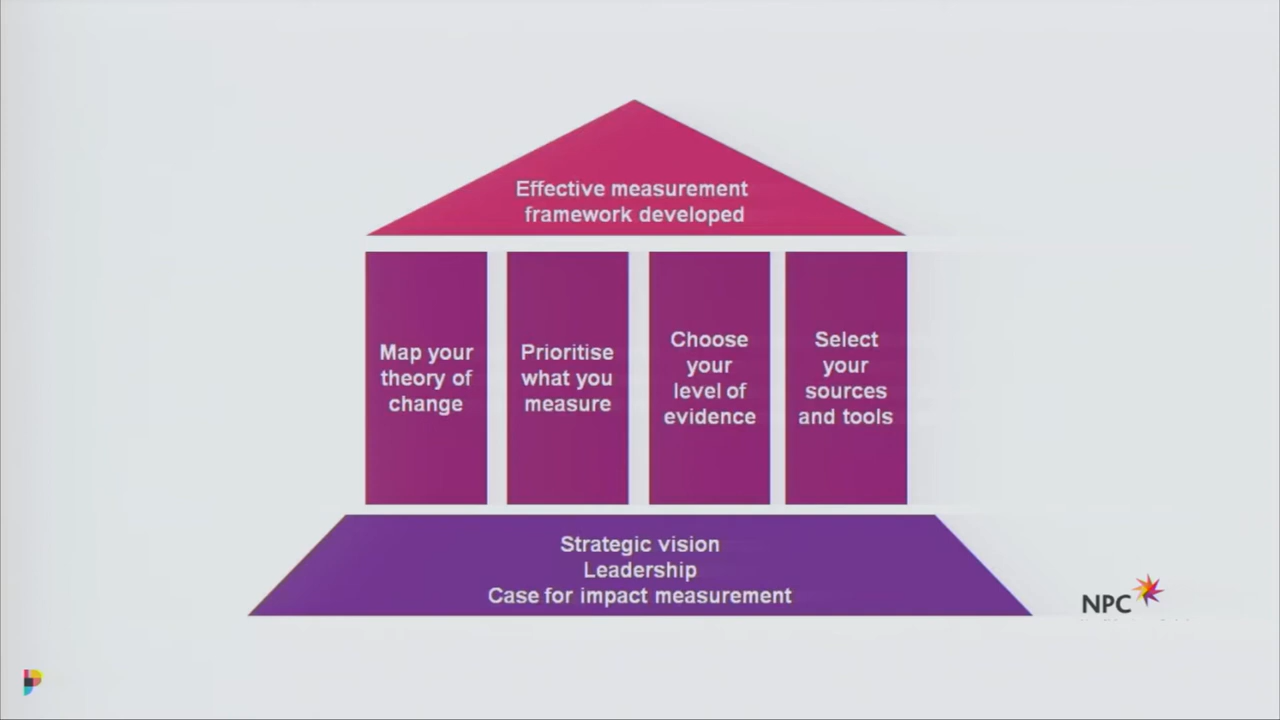 Effective measurement
framework developed
Map your
theory of
change
Prioritise
what you
measure
Choose
your
level of
evidence
Select
your
sources
and tools
Strategic vision
Leadership
Case for impact measurement
NPC